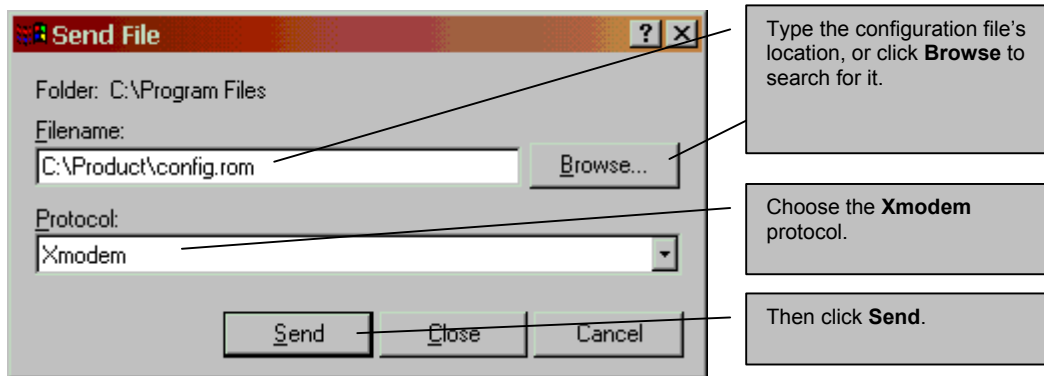 Send File
Folder: C:\Program Files
Filename:
C:\Product\config.rom
Browse...
Protocol:
Xmodem
Send
Close
Cancel
Type the configuration file's
location, or click Browse to
search for it.
Choose the Xmodem
protocol.
Then click Send.